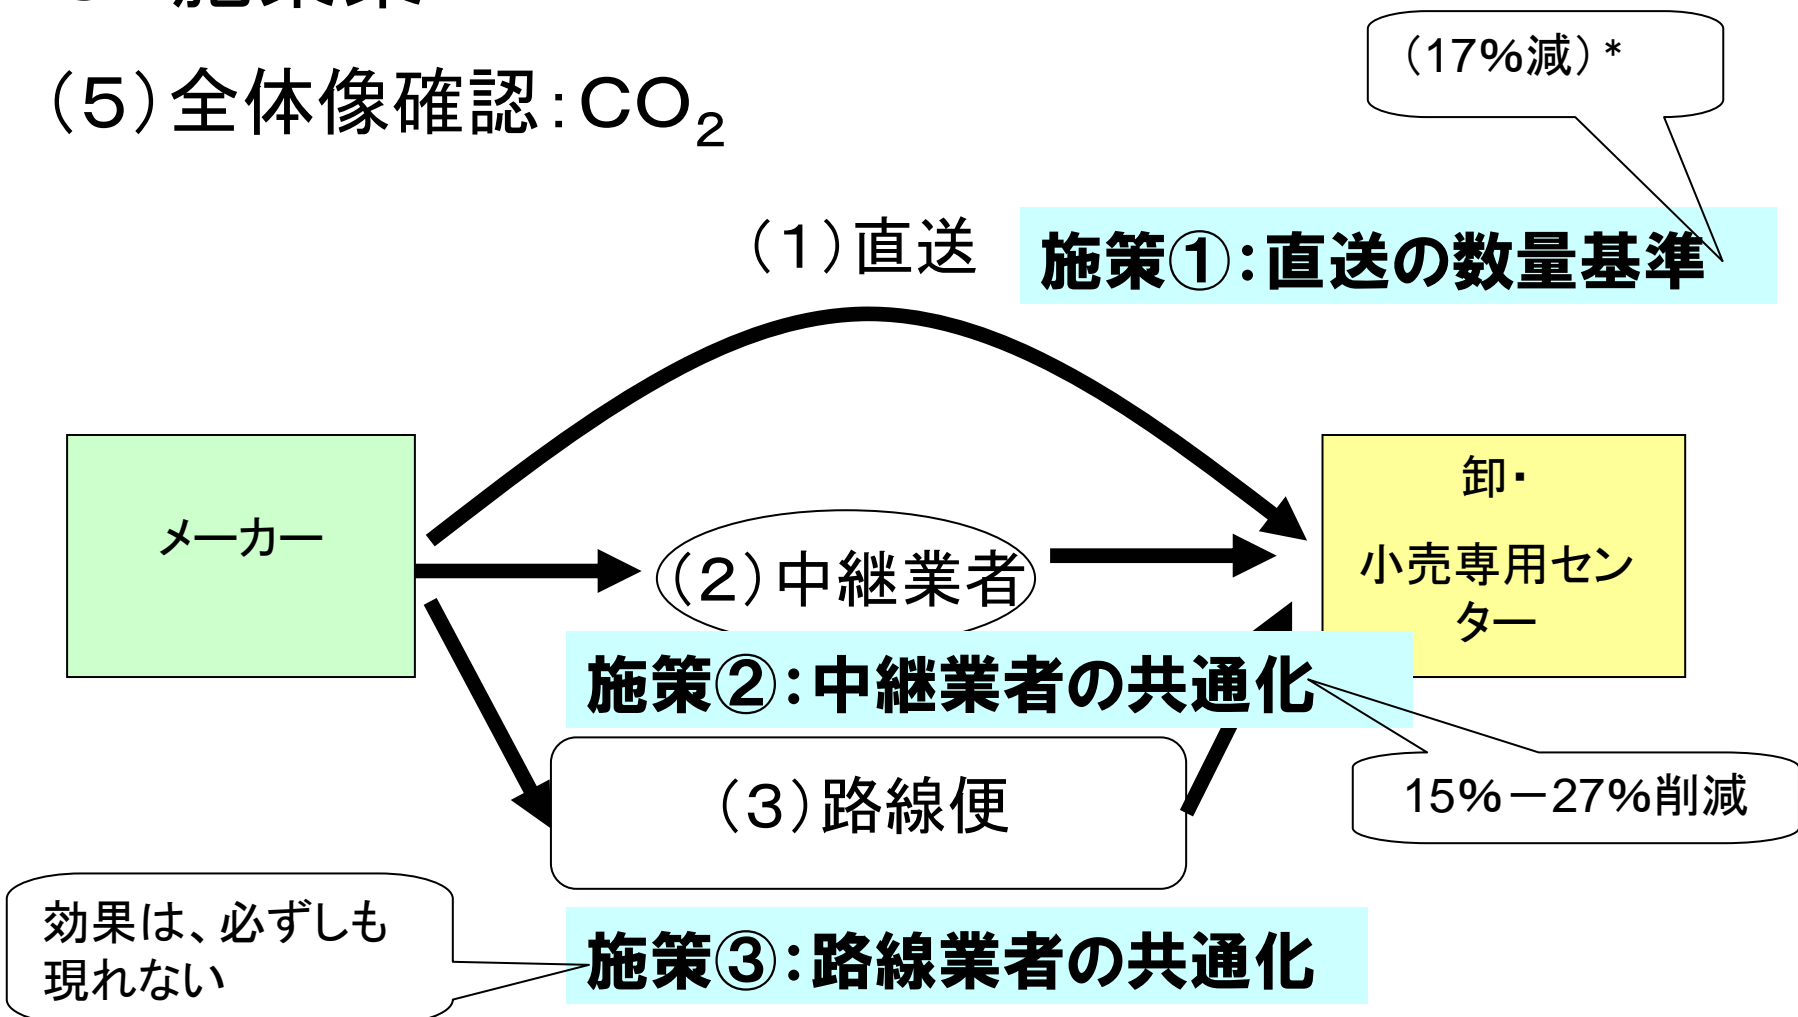 (5)全体像確認:CO₂
(17%減)*
(1)直送
施策①:直送の数量基準
メーカー
(2)中継業者
卸・
小売専用セン
ター
施策②:中継業者の共通化
(3)路線便
15%-27%削減
効果は、必ずしも
現れない
施策③:路線業者の共通化